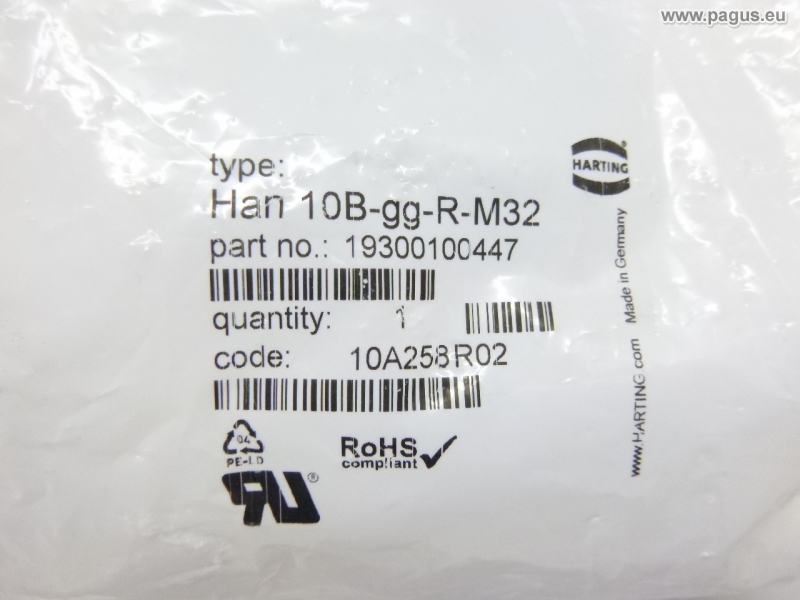 www.pagus.eu
type:
Han 10B-gg-R-M32
part no.: 19300100447
quantity: 1
code: 10A258R02
04
PE-LD
RoHS
compliant
®
HARTING
www.HARTING.com Made in Germany